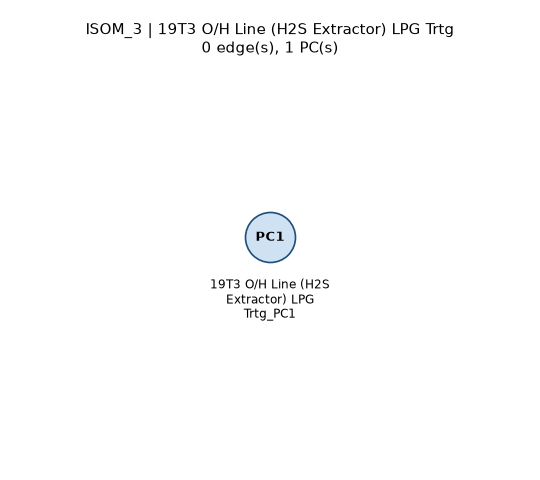 ISOM_3 | 19T3 O/H Line (H2S Extractor) LPG Trtg
0 edge(s), 1 PC(s)
PC1
19T3 O/H Line (H2S
Extractor) LPG
Trtg_PC1